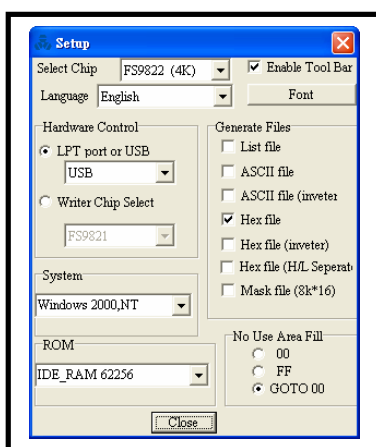 Setup
Select Chip FS9822 (4K) Enable Tool Bar
Language English Font
Hardware Control
LPT port or USB
USB
Writer Chip Select
FS9821
System
Windows 2000,NT
ROM
IDE_RAM 62256
Generate Files
List file
ASCII file
ASCII file (inveter
Hex file
Hex file (inveter)
Hex file (H/L Seperate
Mask file (8k*16)
No Use Area Fill
00
FF
GOTO 00
Close